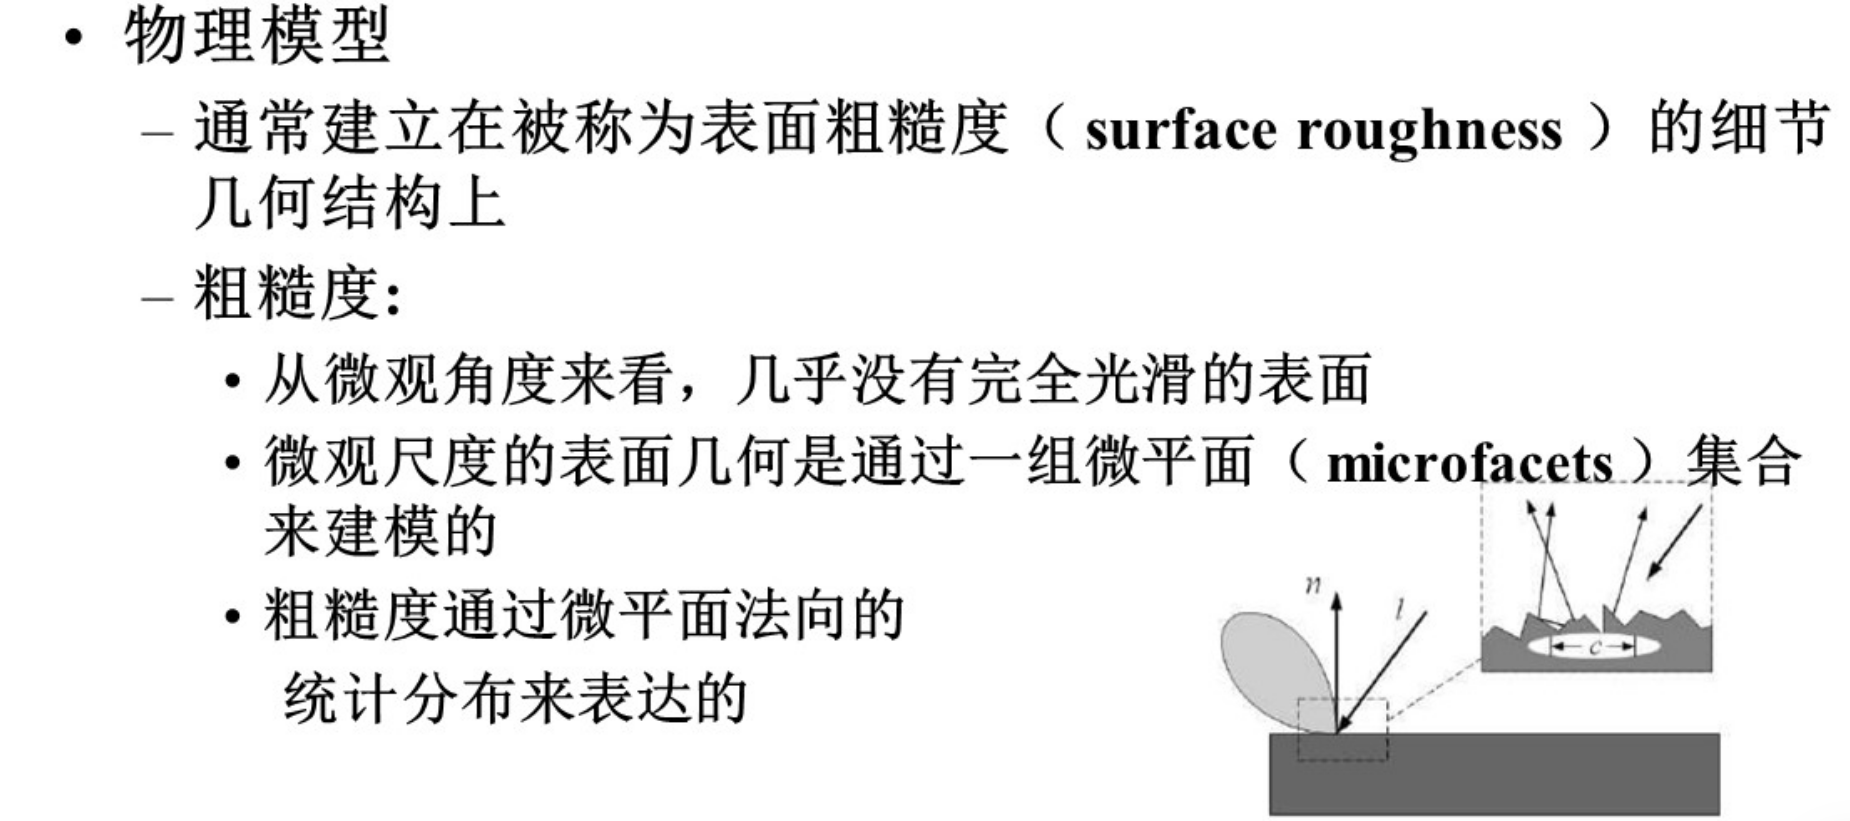 • 物理模型
– 通常建立在被称为表面粗糙度（surface roughness）的细节
几何结构上
– 粗糙度:
• 从微观角度来看，几乎没有完全光滑的表面
• 微观尺度的表面几何是通过一组微平面（microfacets）集合
来建模的
• 粗糙度通过微平面法向的
统计分布来表达的
n
l
c